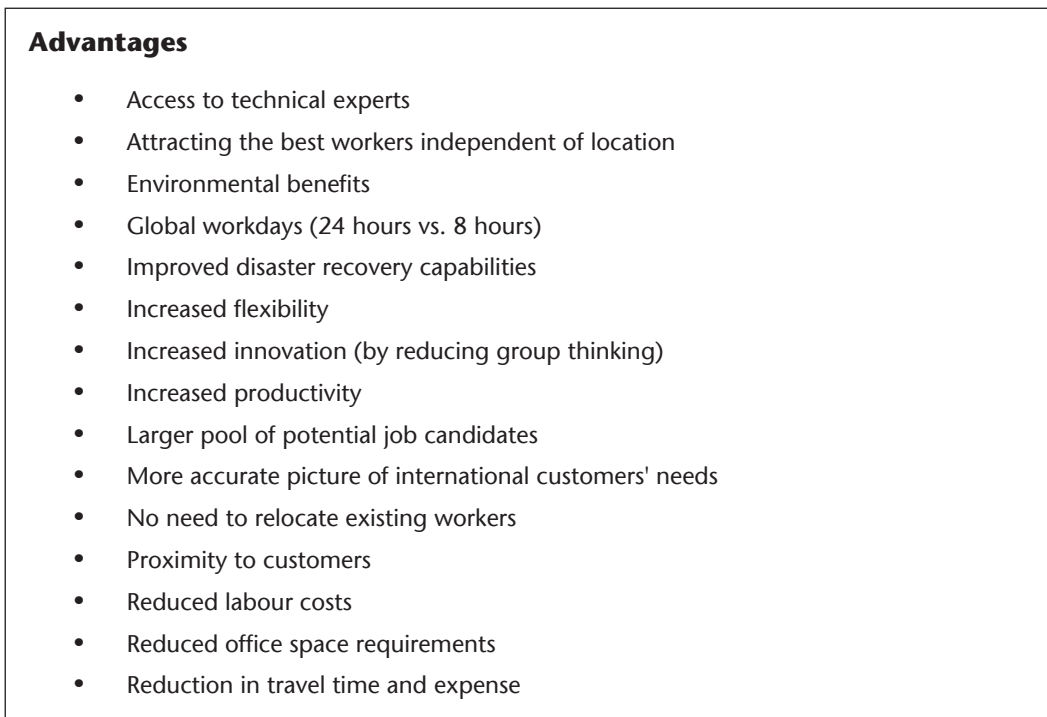 Advantages
• Access to technical experts
• Attracting the best workers independent of location
• Environmental benefits
• Global workdays (24 hours vs. 8 hours)
• Improved disaster recovery capabilities
• Increased flexibility
• Increased innovation (by reducing group thinking)
• Increased productivity
• Larger pool of potential job candidates
• More accurate picture of international customers' needs
• No need to relocate existing workers
• Proximity to customers
• Reduced labour costs
• Reduced office space requirements
• Reduction in travel time and expense